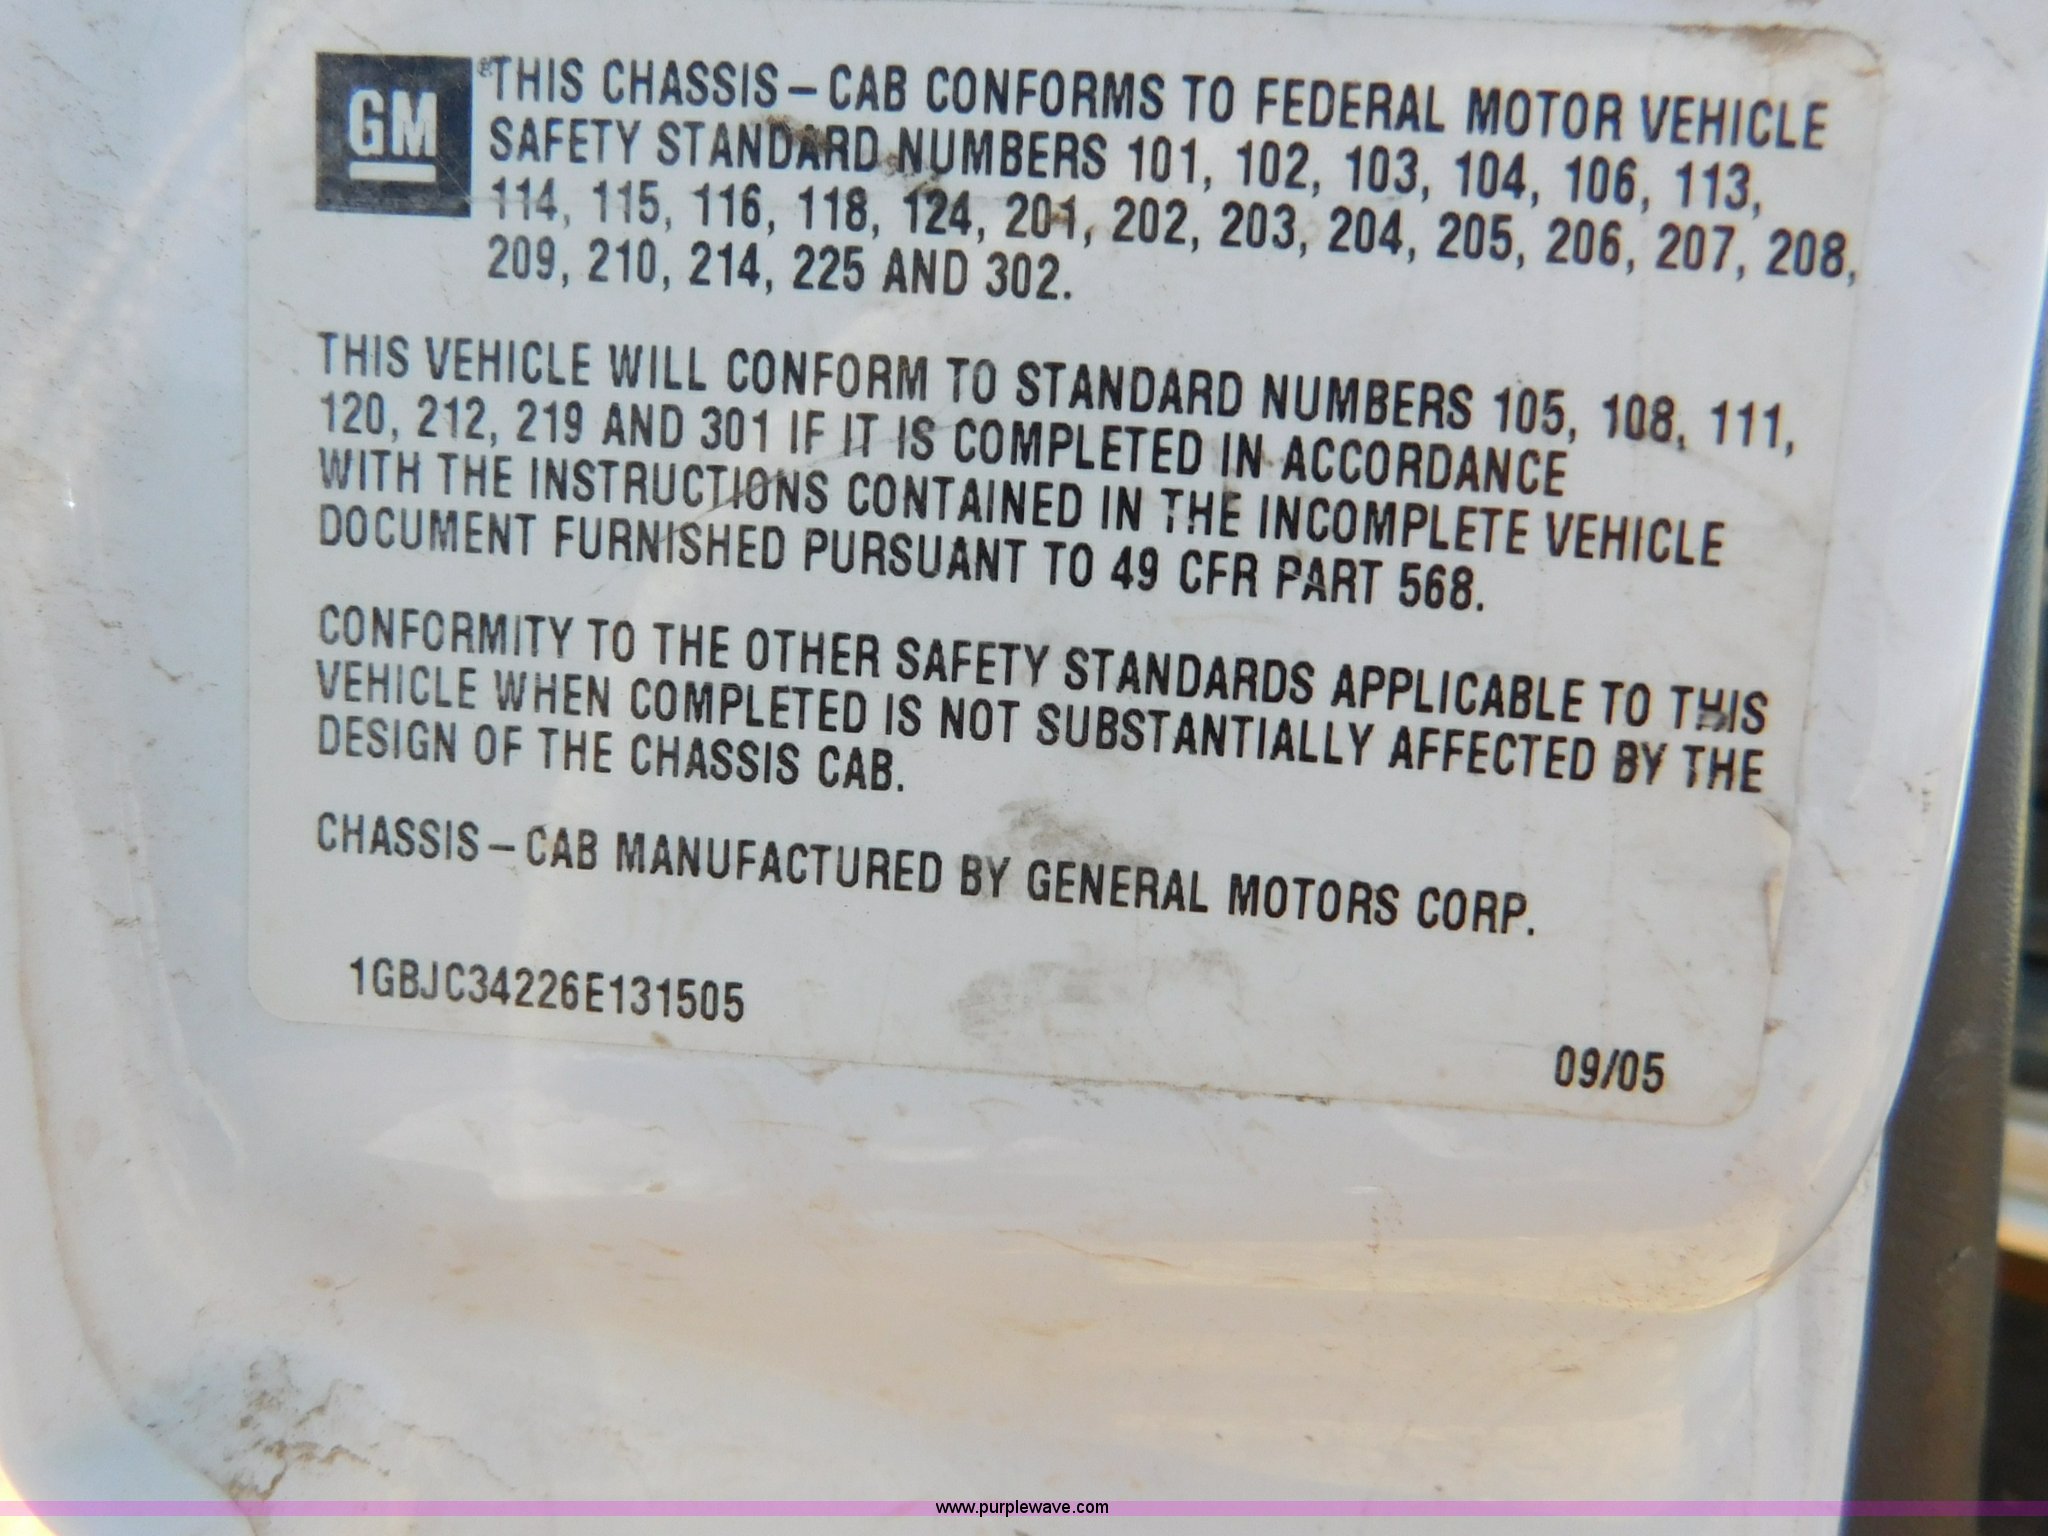 GM
THIS CHASSIS – CAB CONFORMS TO FEDERAL MOTOR VEHICLE
SAFETY STANDARD NUMBERS 101, 102, 103, 104, 106, 113,
114, 115, 116, 118, 124, 201, 202, 203, 204, 205, 206, 207, 208,
209, 210, 214, 225 AND 302.
THIS VEHICLE WILL CONFORM TO STANDARD NUMBERS 105, 108, 111,
120, 212, 219 AND 301 IF IT IS COMPLETED IN ACCORDANCE
WITH THE INSTRUCTIONS CONTAINED IN THE INCOMPLETE VEHICLE
DOCUMENT FURNISHED PURSUANT TO 49 CFR PART 568.
CONFORMITY TO THE OTHER SAFETY STANDARDS APPLICABLE TO THIS
VEHICLE WHEN COMPLETED IS NOT SUBSTANTIALLY AFFECTED BY THE
DESIGN OF THE CHASSIS CAB.
CHASSIS – CAB MANUFACTURED BY GENERAL MOTORS CORP.
1GBJC34226E131505
09/05
www.purplewave.com